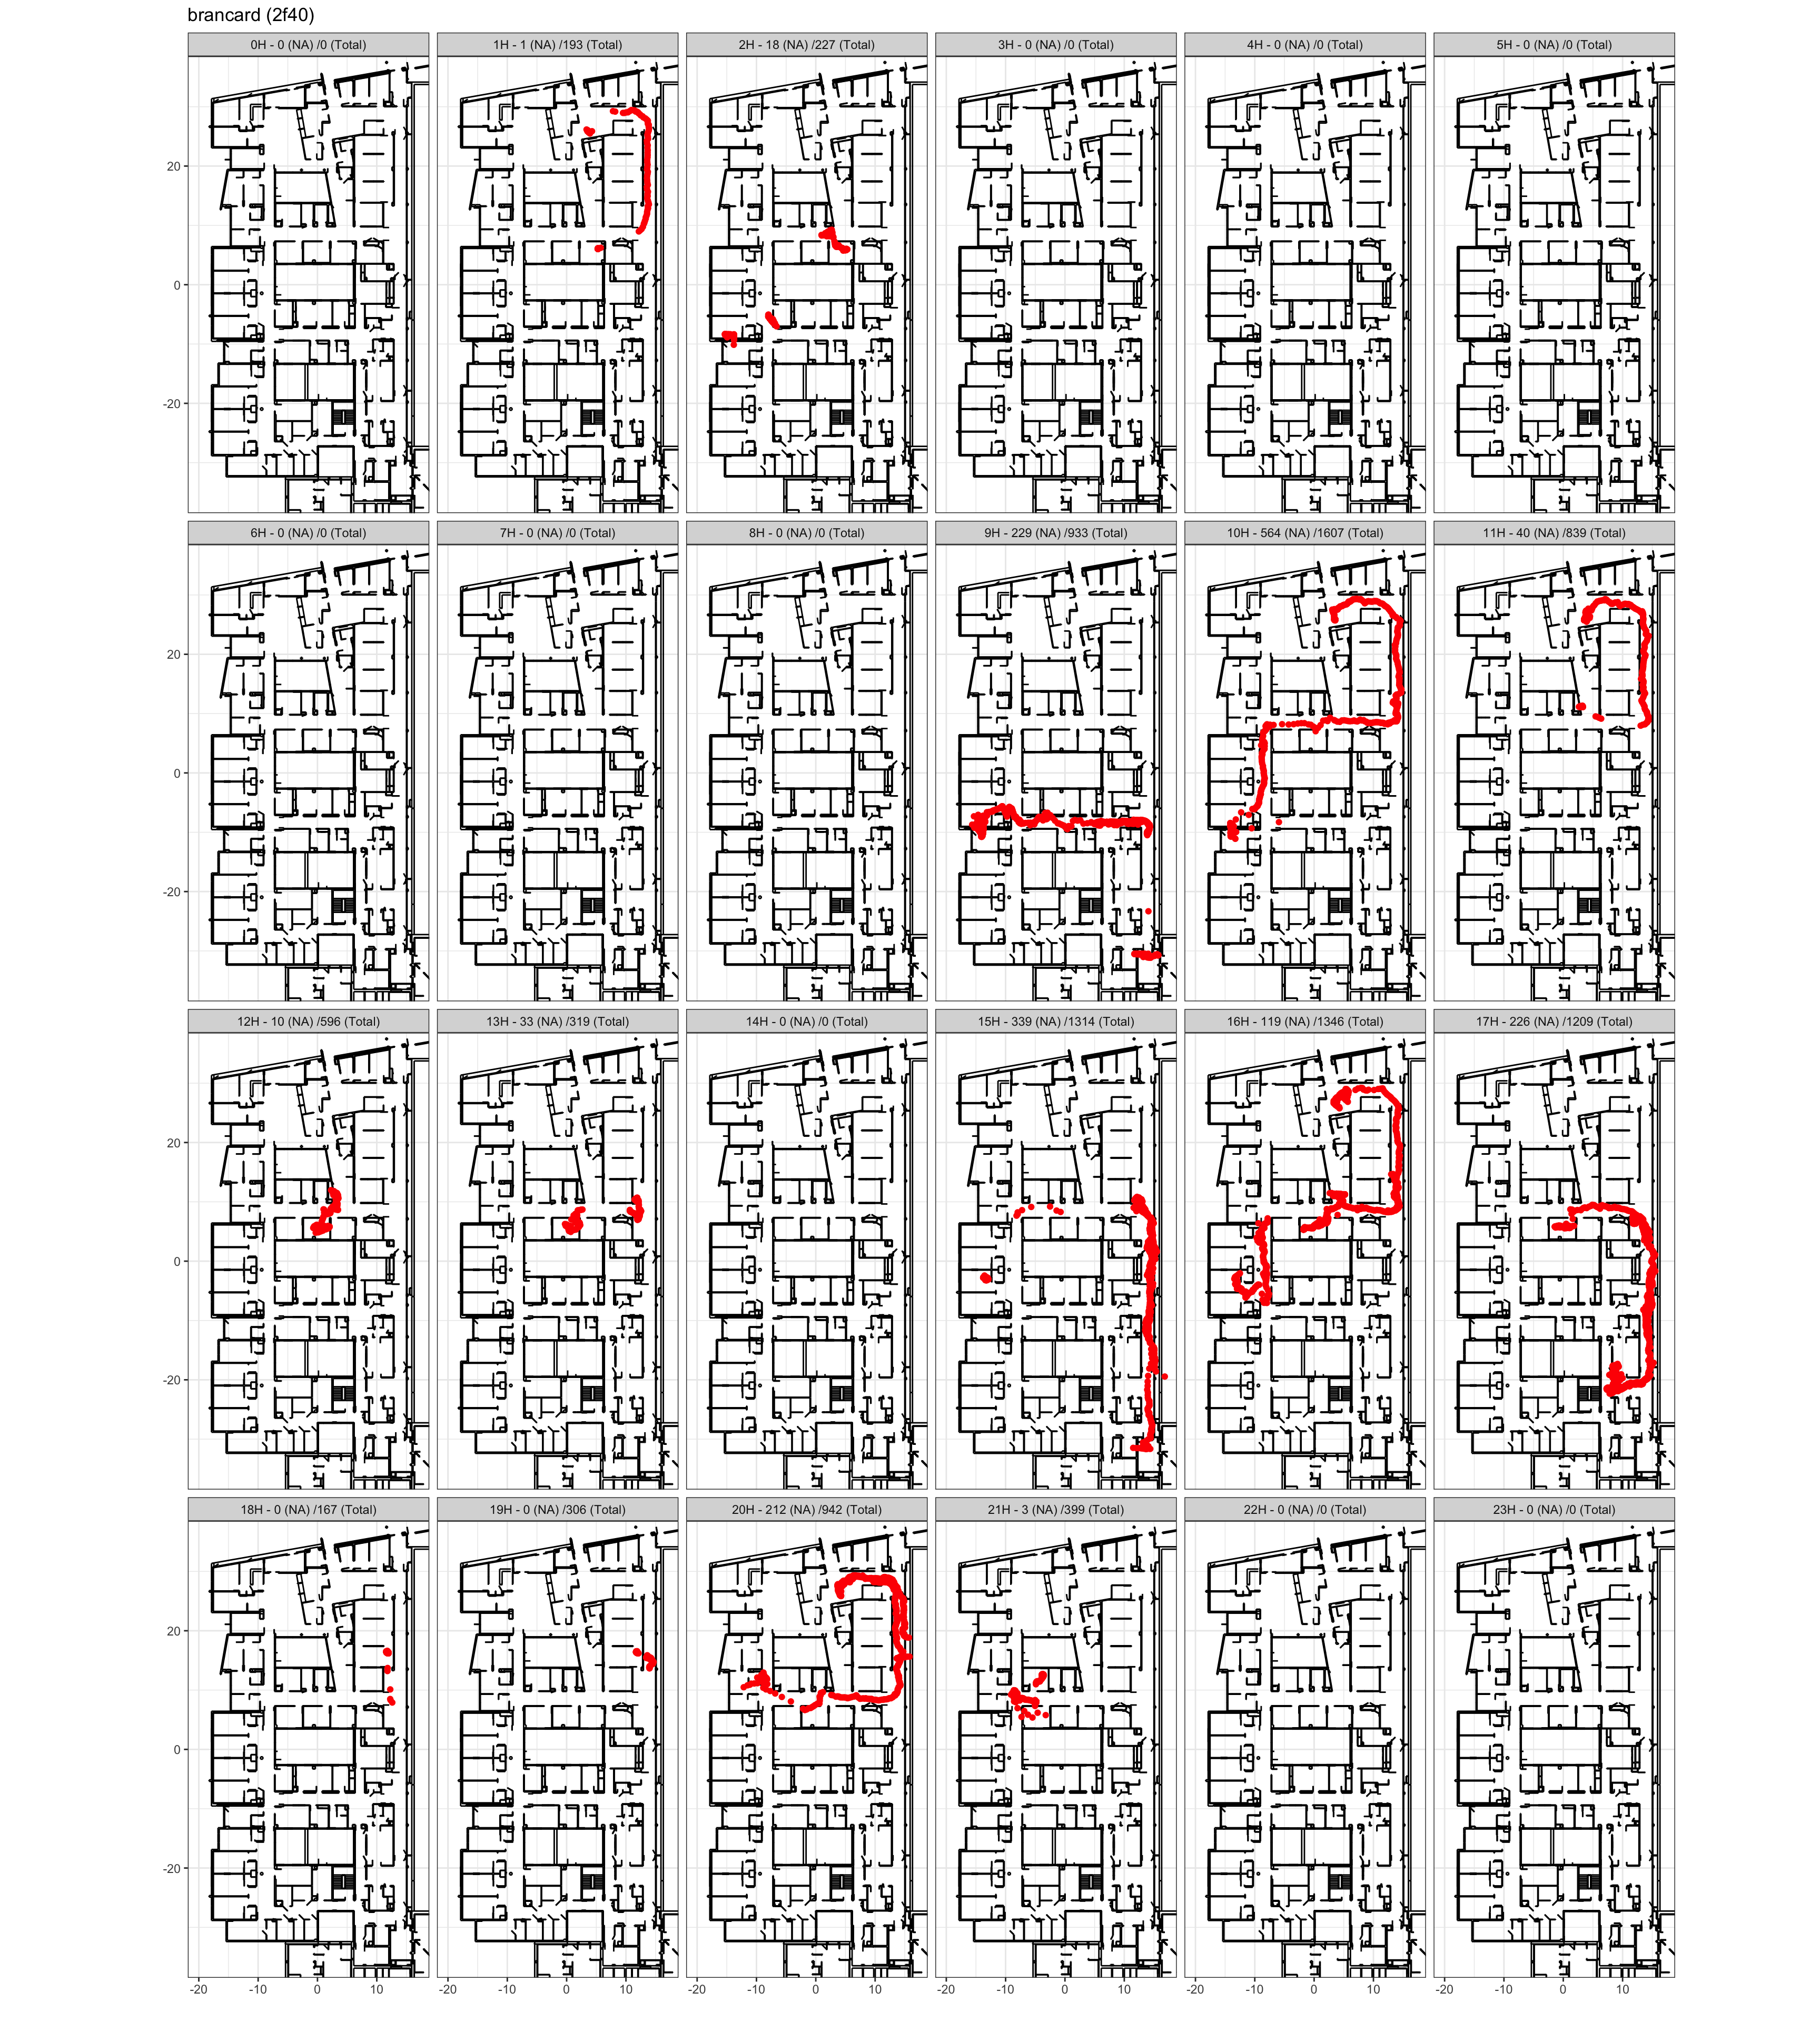 brancard (2f40)
0H - 0 (NA) /0 (Total)
1H - 1 (NA) /193 (Total)
2H - 18 (NA) /227 (Total)
3H - 0 (NA) /0 (Total)
4H - 0 (NA) /0 (Total)
5H - 0 (NA) /0 (Total)
20
0
-20
6H - 0 (NA) /0 (Total)
7H - 0 (NA) /0 (Total)
8H - 0 (NA) /0 (Total)
9H - 229 (NA) /933 (Total)
10H - 564 (NA) /1607 (Total)
11H - 40 (NA) /839 (Total)
20
0
-20
12H - 10 (NA) /596 (Total)
13H - 33 (NA) /319 (Total)
14H - 0 (NA) /0 (Total)
15H - 339 (NA) /1314 (Total)
16H - 119 (NA) /1346 (Total)
17H - 226 (NA) /1209 (Total)
20
0
-20
18H - 0 (NA) /167 (Total)
19H - 0 (NA) /306 (Total)
20H - 212 (NA) /942 (Total)
21H - 3 (NA) /399 (Total)
22H - 0 (NA) /0 (Total)
23H - 0 (NA) /0 (Total)
20
0
-20
-20 -10 0 10
-20 -10 0 10
-20 -10 0 10
-20 -10 0 10
-20 -10 0 10
-20 -10 0 10